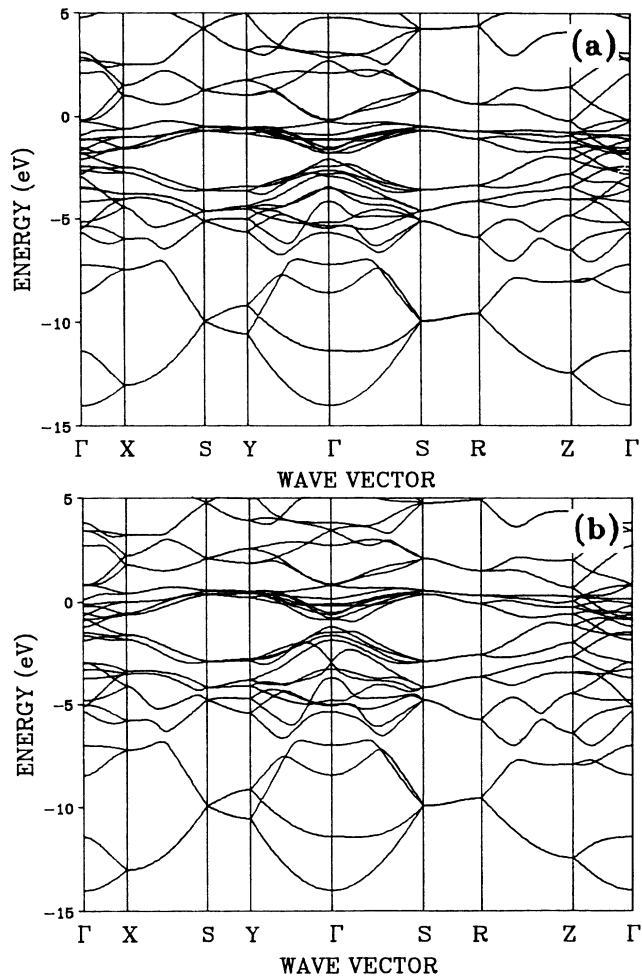 5
(a)
0
−5
−10
−15
ENERGY (eV)
Γ X S Y Γ S R Z Γ
WAVE VECTOR
5
(b)
0
−5
−10
−15
ENERGY (eV)
Γ X S Y Γ S R Z Γ
WAVE VECTOR